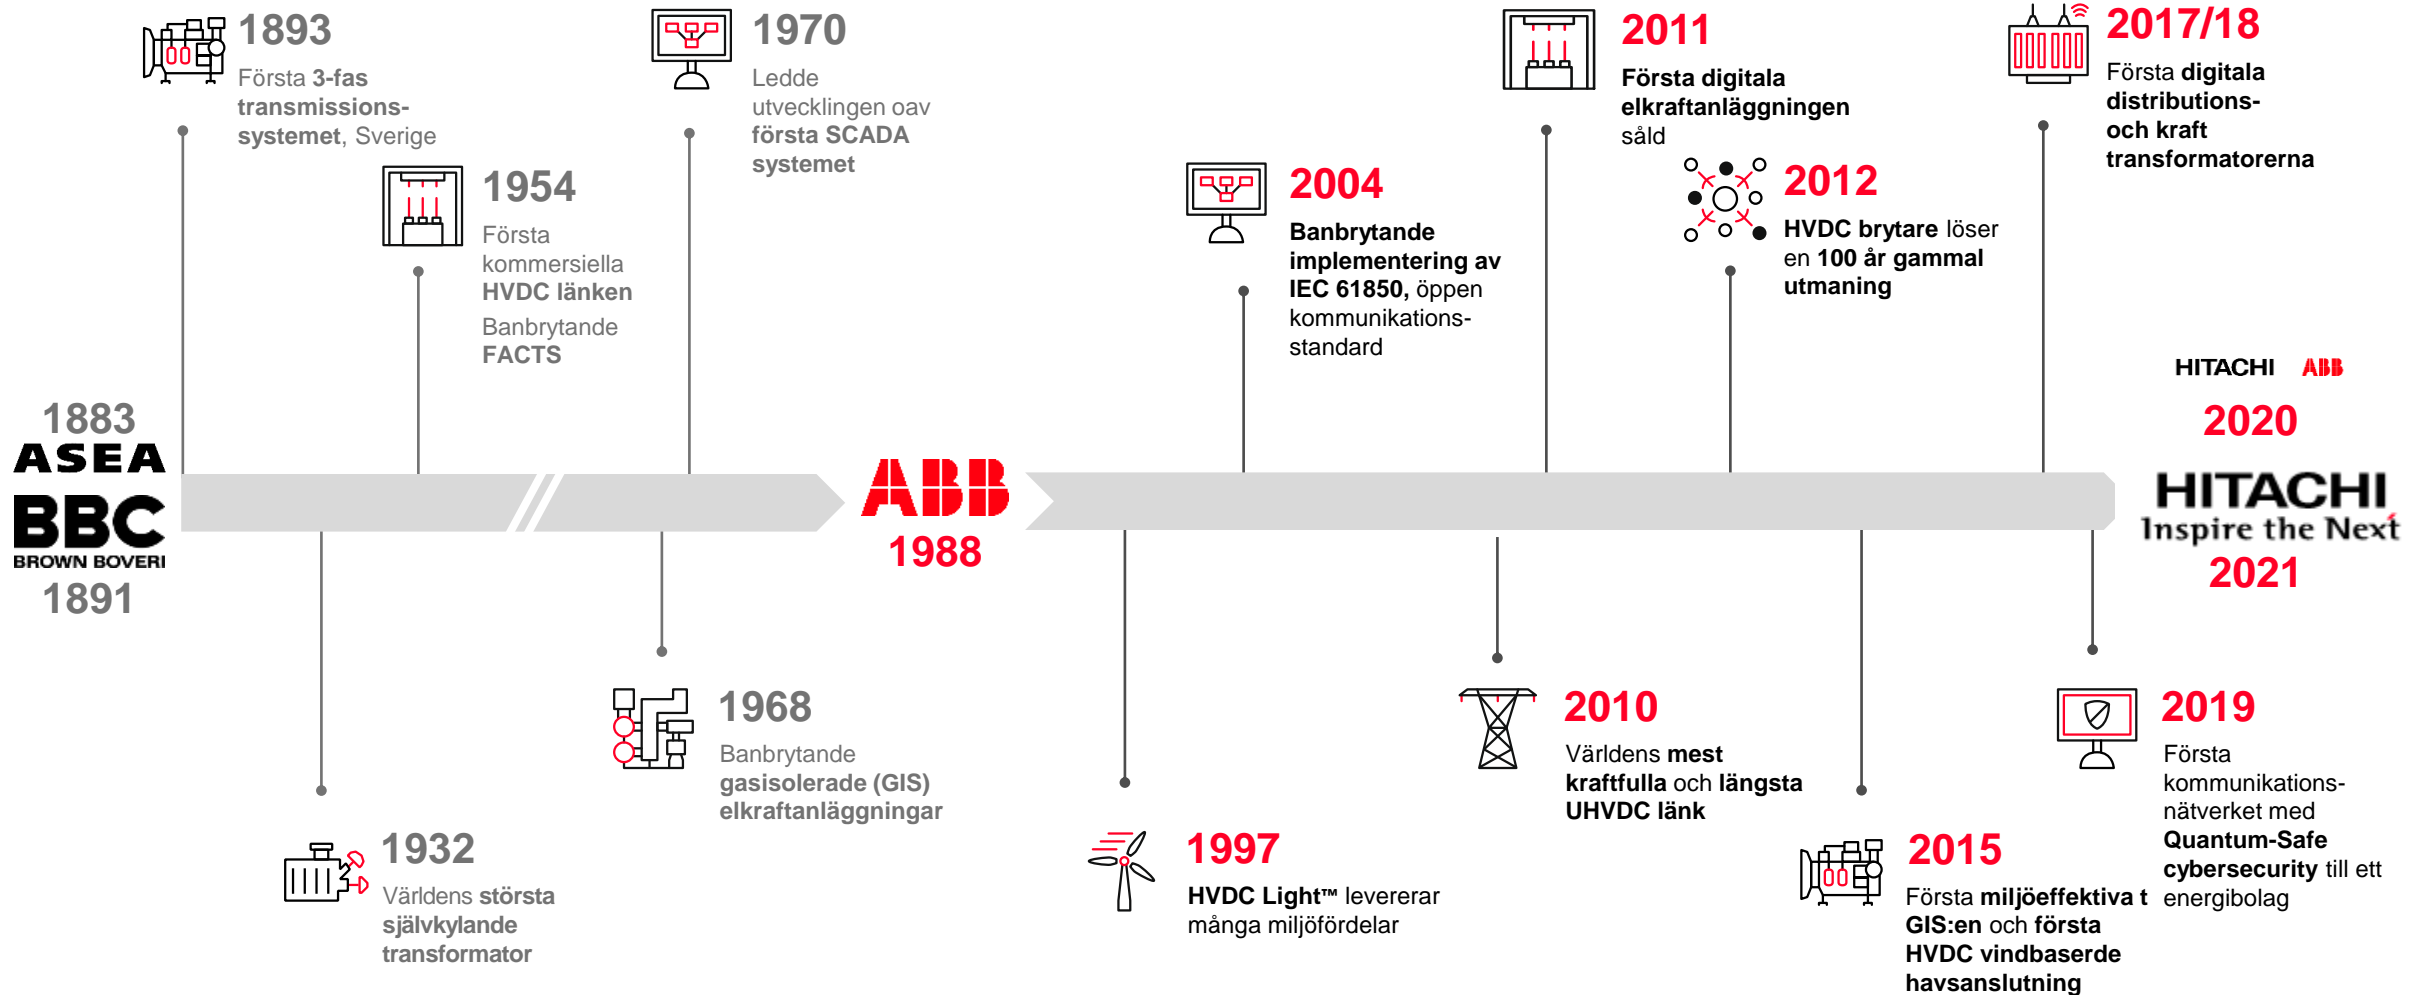 1893
Första 3-fas
transmissions-
systemet, Sverige
1954
Första
kommersiella
HVDC länken
Banbrytande
FACTS
1970
Ledde
utvecklingen oav
första SCADA
systemet
2004
Banbrytande
implementering av
IEC 61850, öppen
kommunikations-
standard
2011
Första digitala
elkraftanläggningen
såld
2012
HVDC brytare löser
en 100 år gammal
utmaning
2017/18
Första digitala
distributions-
och kraft
transformatorerna
1883
ASEA
BBC
BROWN BOVERI
1891
ABB
1988
HITACHI ABB
2020
HITACHI
Inspire the Next
2021
1932
Världens största
självkylande
transformator
1968
Banbrytande
gasisolerade (GIS)
elkraftanläggningar
1997
HVDC Light™ levererar
många miljöfördelar
2010
Världens mest
kraftfulla och längsta
UHVDC länk
2015
Första miljöeffektiva t
GIS:en och första
HVDC vindbaserde
havsanslutning
2019
Första
kommunikations-
nätverket med
Quantum-Safe
cybersecurity till ett
energibolag